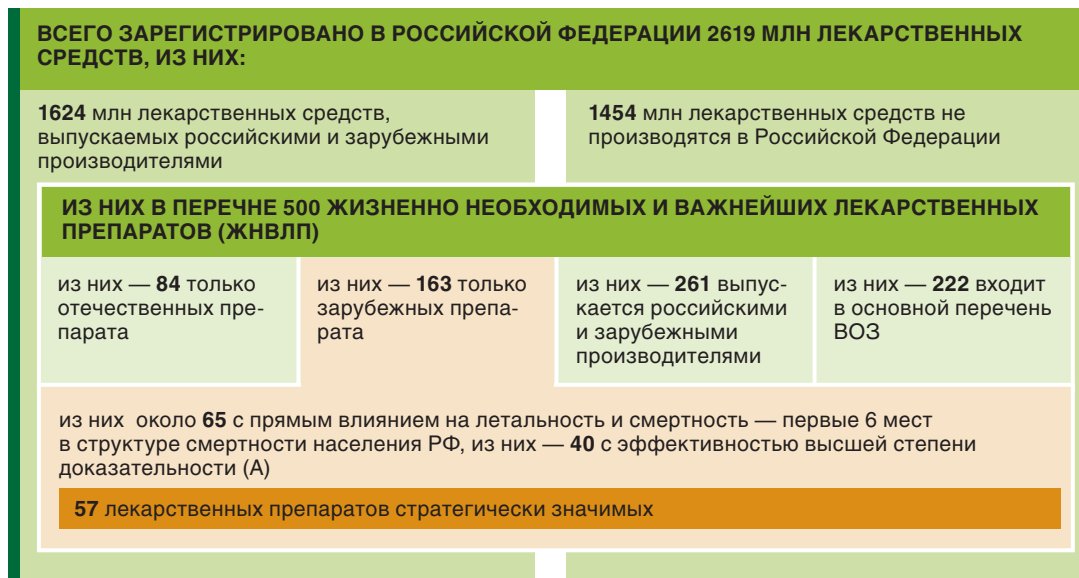 ВСЕГО ЗАРЕГИСТРИРОВАНО В РОССИЙСКОЙ ФЕДЕРАЦИИ 2619 МЛН ЛЕКАРСТВЕННЫХ
СРЕДСТВ, ИЗ НИХ:
1624 млн лекарственных средств,
выпускаемых российскими и зарубежными
производителями
1454 млн лекарственных средств не
производятся в Российской Федерации
ИЗ НИХ В ПЕРЕЧНЕ 500 ЖИЗНЕННО НЕОБХОДИМЫХ И ВАЖНЕЙШИХ ЛЕКАРСТВЕННЫХ
ПРЕПАРАТОВ (ЖНВЛП)
из них — 84 только
отечественных пре-
парата
из них — 163 только
зарубежных препа-
рата
из них — 261 выпус-
кается российскими
и зарубежными
производителями
из них — 222 входит
в основной перечень
ВОЗ
из них около 65 с прямым влиянием на летальность и смертность — первые 6 мест
в структуре смертности населения РФ, из них — 40 с эффективностью высшей степени
доказательности (А)
57 лекарственных препаратов стратегически значимых